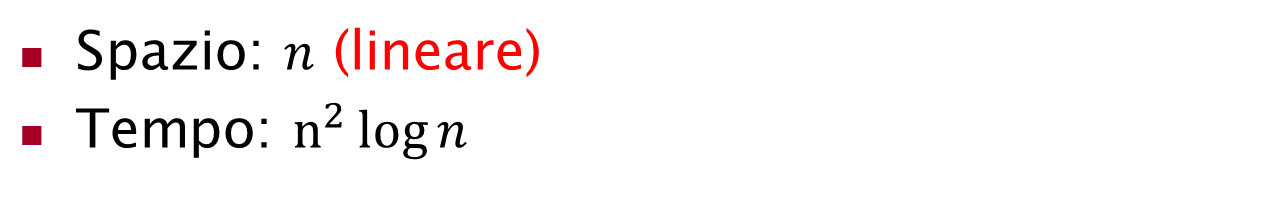 ▪ Spazio: n (lineare)
▪ Tempo: n² log n